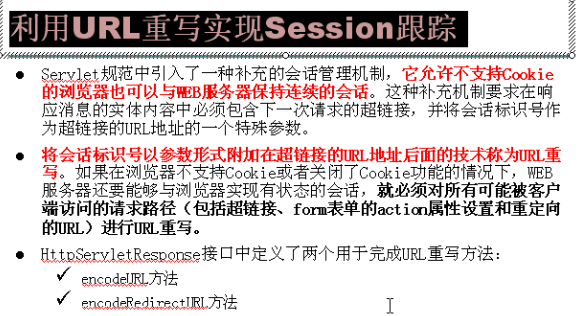 利用URL重写实现Session跟踪
● Servlet规范中引入了一种补充的会话管理机制，它允许不支持Cookie
的浏览器也可以与WEB服务器保持连续的会话。这种补充机制要求在响
应消息的实体内容中必须包含下一次请求的超链接，并将会话标识号作
为超链接的URL地址的一个特殊参数。
● 将会话标识号以参数形式附加在超链接的URL地址后面的技术称为URL重
写。如果在浏览器不支持Cookie或者关闭了Cookie功能的情况下，WEB
服务器还要能够与浏览器实现有状态的会话，就必须对所有可能被客户
端访问的请求路径（包括超链接、form表单的action属性设置和重定向
的URL）进行URL重写。
● HttpServletResponse接口中定义了两个用于完成URL重写方法：
✓ encodeURL方法
✓ encodeRedirectURL方法